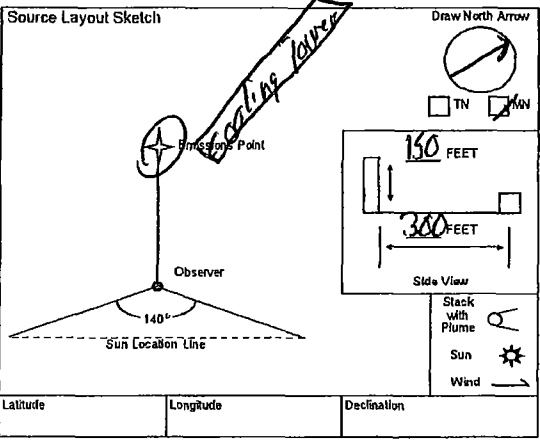 Source Layout Sketch
Draw North Arrow
TN MN
Cooling Tower
Emissions Point
150 FEET
300 FEET
Side View
Observer
140°
Sun Location Line
Stack
with
Plume
Sun
Wind
Latitude
Longitude
Declination